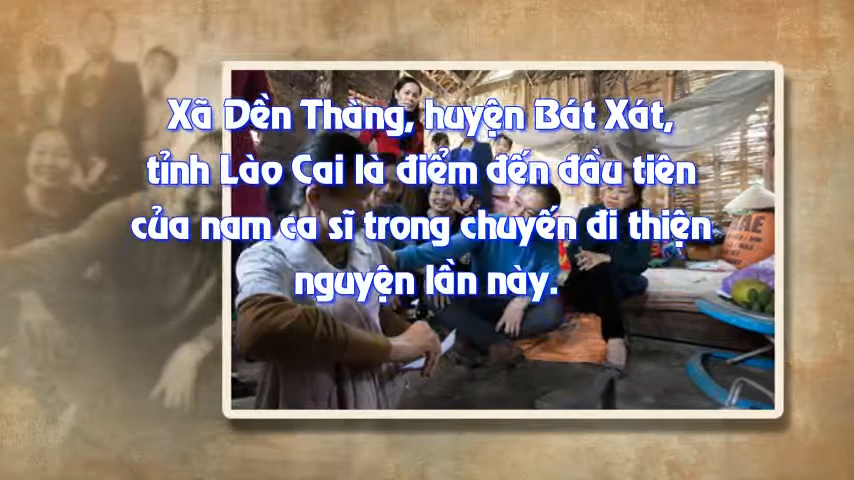 Xã Dền Thàng, huyện Bát Xát,
tỉnh Lào Cai là điểm đến đầu tiên
của nam ca sĩ trong chuyến đi thiện
nguyện lần này.